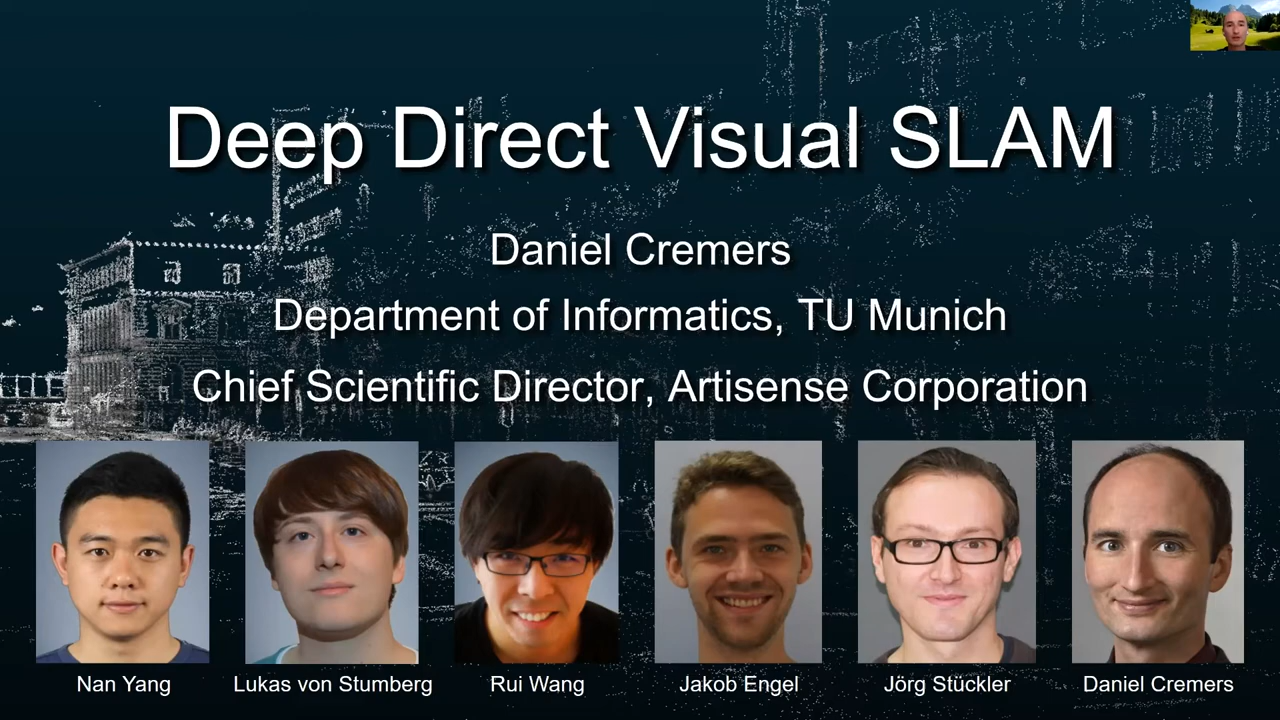 Deep Direct Visual SLAM
Daniel Cremers
Department of Informatics, TU Munich
Chief Scientific Director, Artisense Corporation
Nan Yang
Lukas von Stumberg
Rui Wang
Jakob Engel
Jörg Stückler
Daniel Cremers